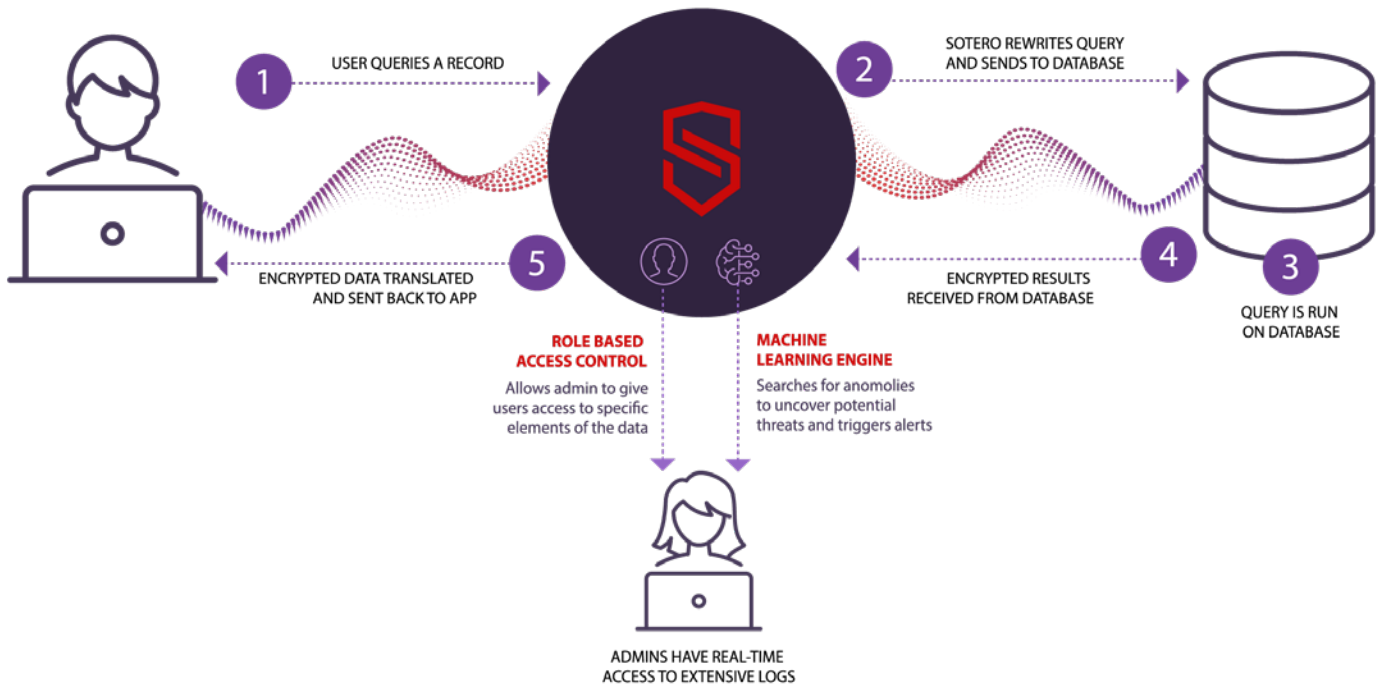 1
USER QUERIES A RECORD
2
SOTERO REWRITES QUERY
AND SENDS TO DATABASE
3
QUERY IS RUN
ON DATABASE
4
ENCRYPTED RESULTS
RECEIVED FROM DATABASE
5
ENCRYPTED DATA TRANSLATED
AND SENT BACK TO APP
ROLE BASED
ACCESS CONTROL
Allows admin to give
users access to specific
elements of the data
MACHINE
LEARNING ENGINE
Searches for anomolies
to uncover potential
threats and triggers alerts
ADMINS HAVE REAL-TIME
ACCESS TO EXTENSIVE LOGS